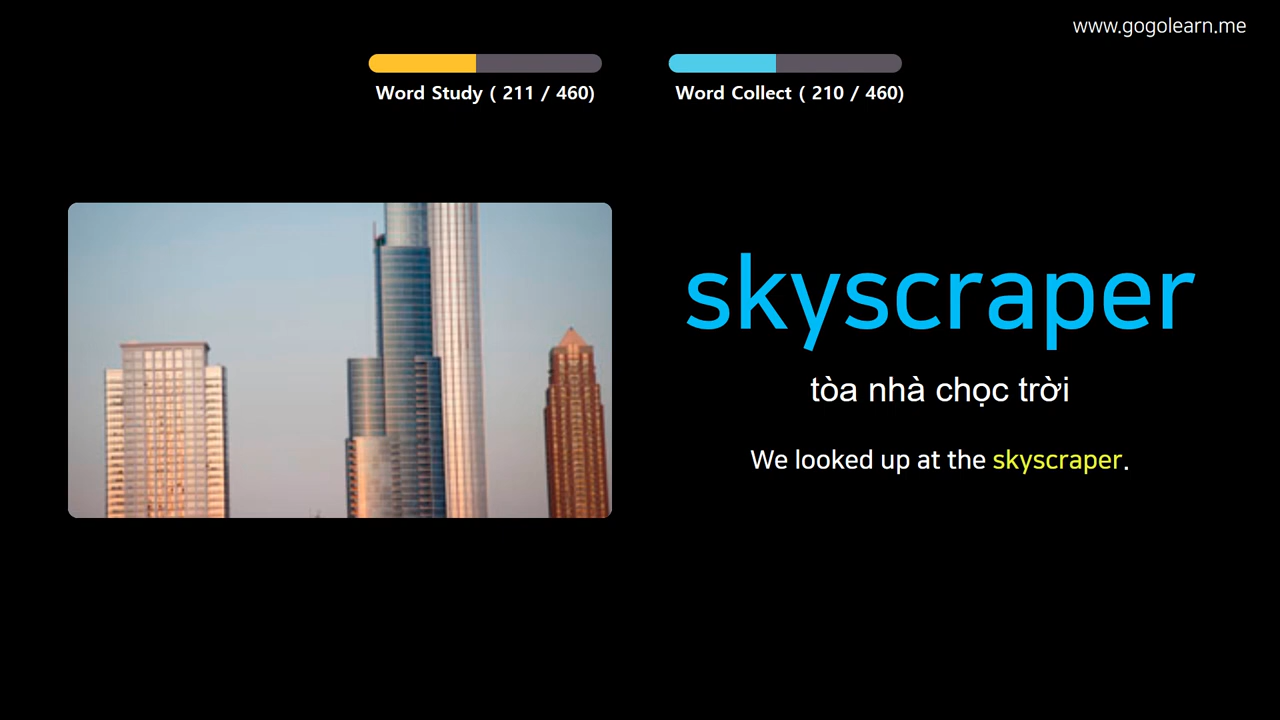 www.gogolearn.me
Word Study ( 211 / 460)
Word Collect ( 210 / 460)
skyscraper
tòa nhà chọc trời
We looked up at the skyscraper.